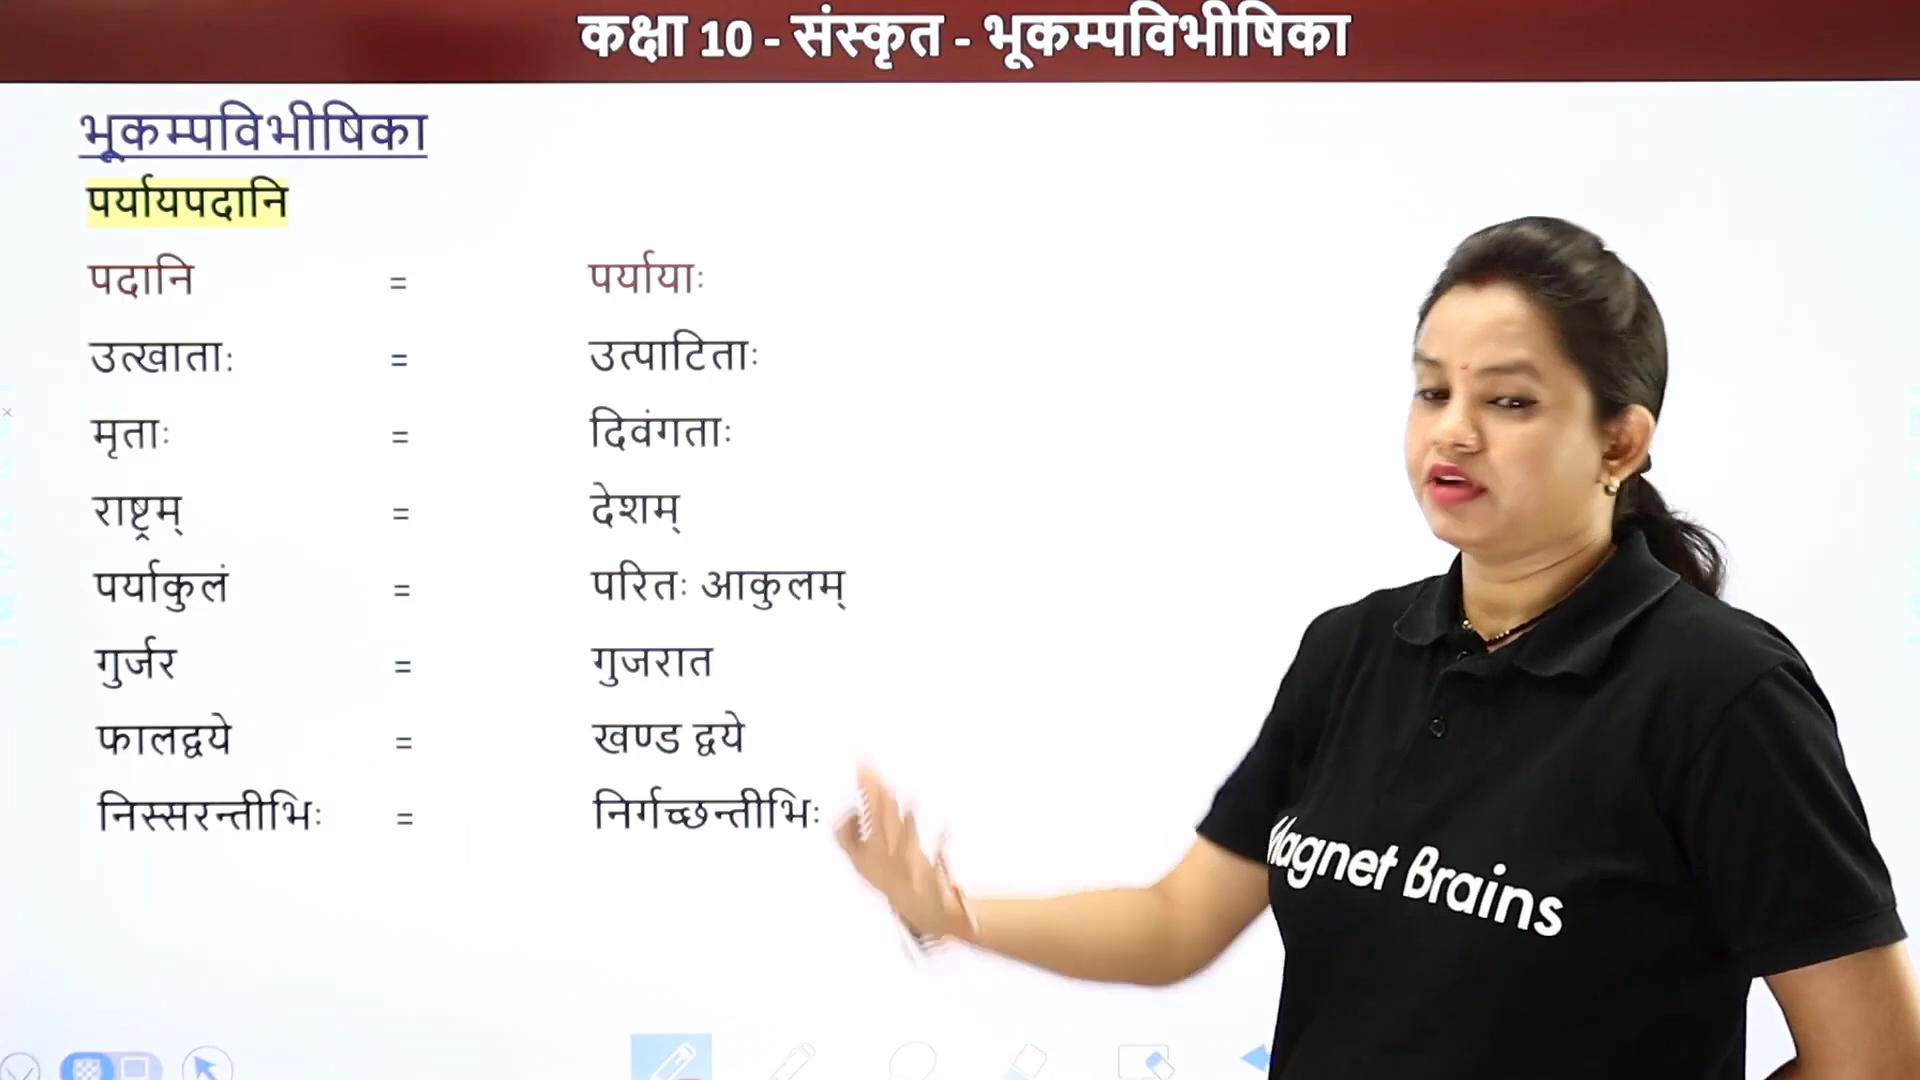 कक्षा 10 - संस्कृत - भूकम्पविभीषिका
भूकम्पविभीषिका
पर्यायपदानि
पदानि = पर्यायाः
उत्खाताः = उत्पाटिताः
मृताः = दिवंगताः
राष्ट्रम् = देशम्
पर्याकुलं = परितः आकुलम्
गुर्जर = गुजरात
फालद्वये = खण्ड द्वये
निस्सरन्तीभिः = निर्गच्छन्तीभिः
Magnet Brains